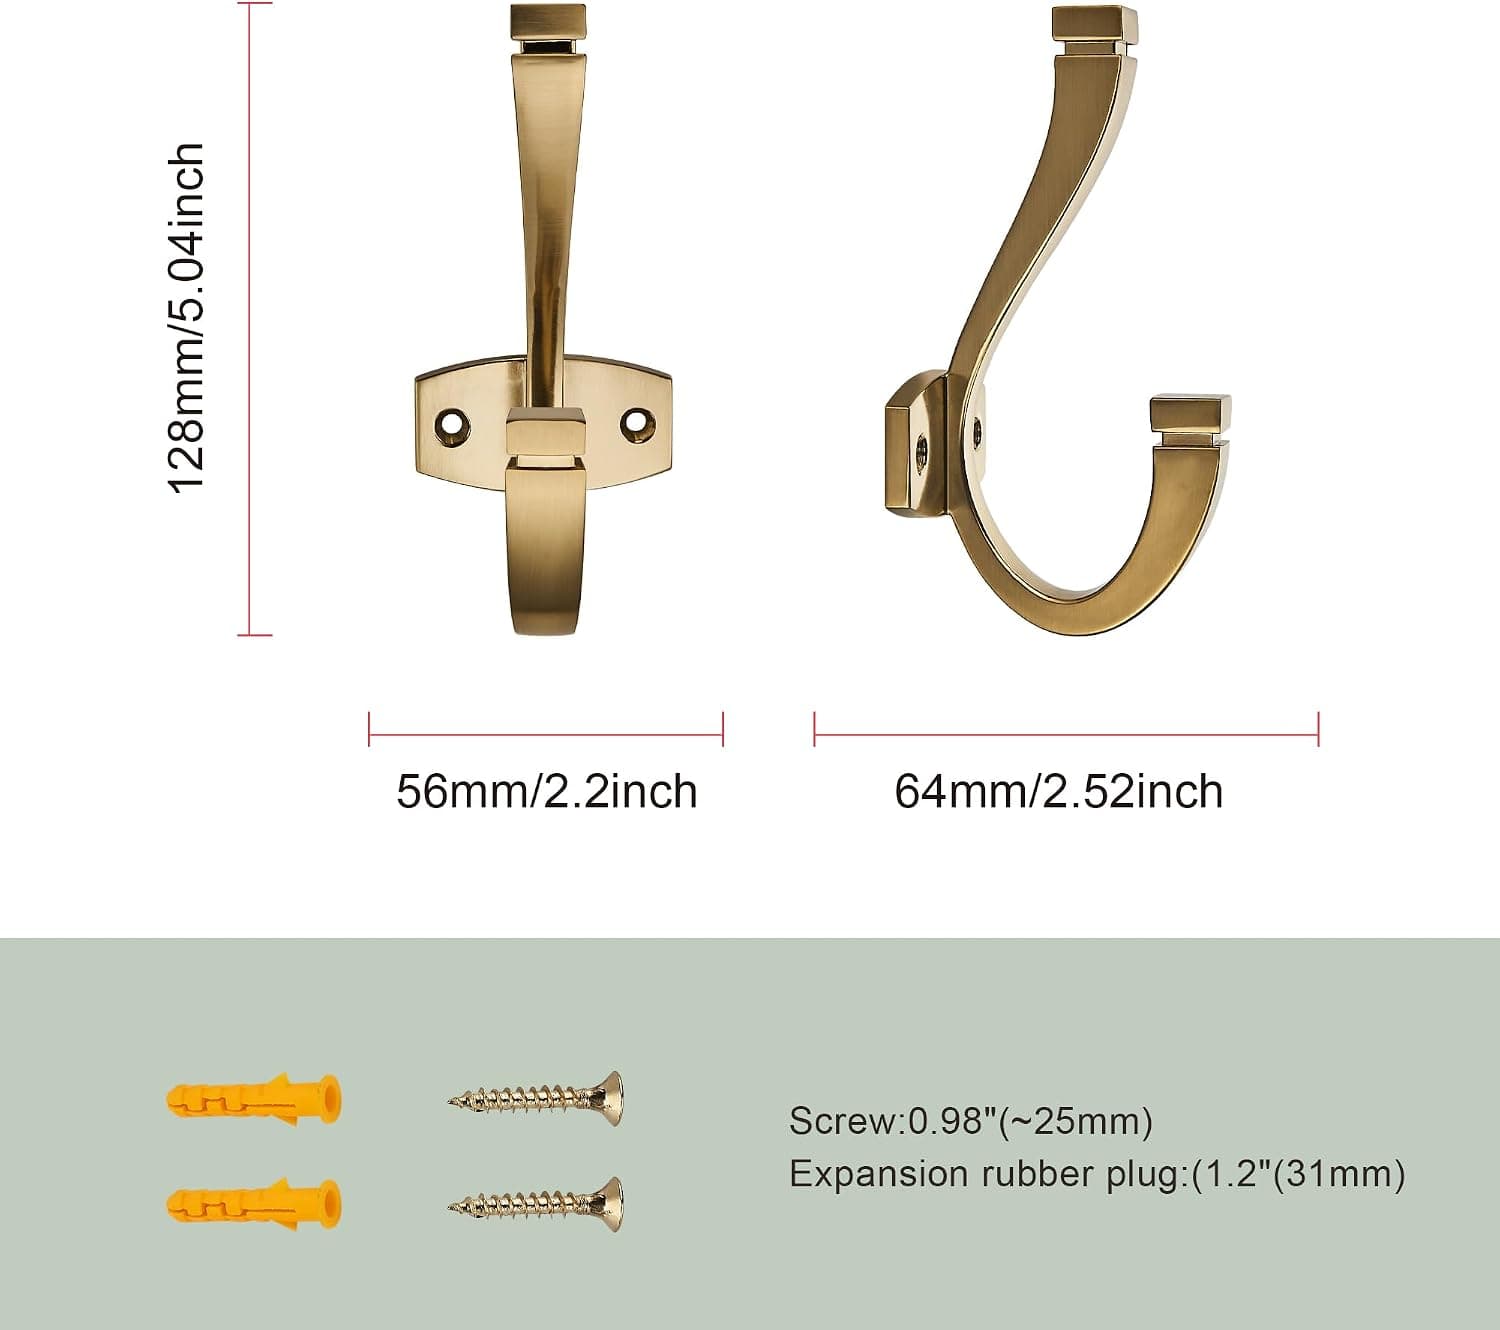 128mm/5.04inch
56mm/2.2inch
64mm/2.52inch
Screw:0.98"(~25mm)
Expansion rubber plug:(1.2"(31mm)